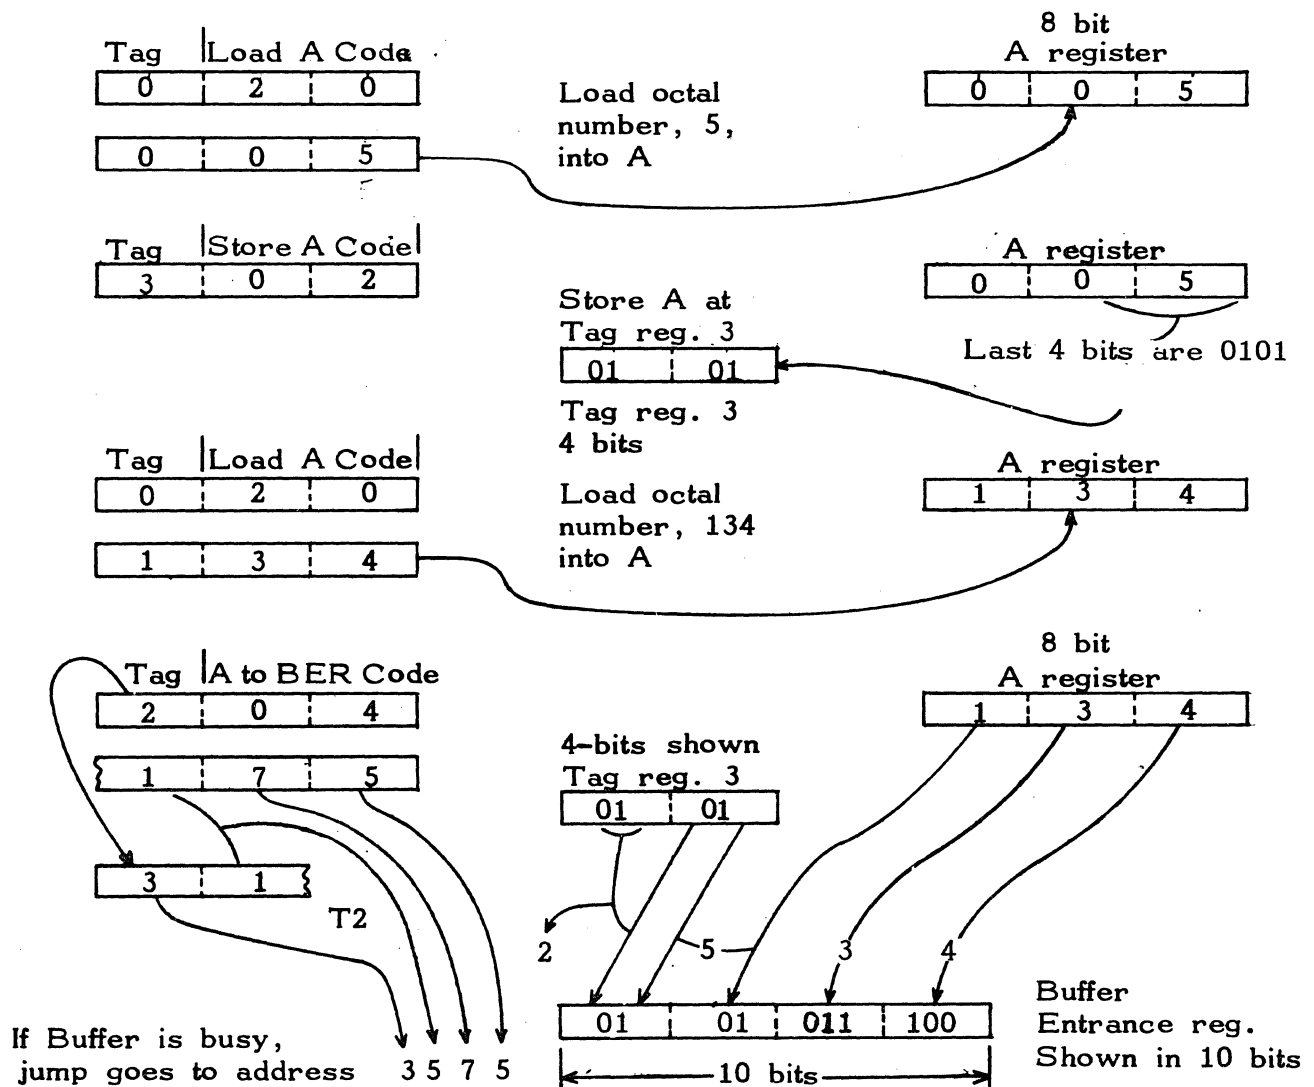 8 bit
Tag Load A Code
A register
0 2 0
0 0 5
Load octal
number, 5,
into A
0 0 5
Tag Store A Code
A register
3 0 2
0 0 5
Store A at
Tag reg. 3
Last 4 bits are 0101
01 01
Tag reg. 3
4 bits
Tag Load A Code
A register
0 2 0
Load octal
number, 134
into A
1 3 4
1 3 4
8 bit
Tag A to BER Code
A register
2 0 4
1 3 4
4-bits shown
Tag reg. 3
1 7 5
01 01
3 1
T2
2 5 3 4
01 01 011 100
Buffer
Entrance reg.
Shown in 10 bits
If Buffer is busy,
jump goes to address 3 5 7 5
10 bits